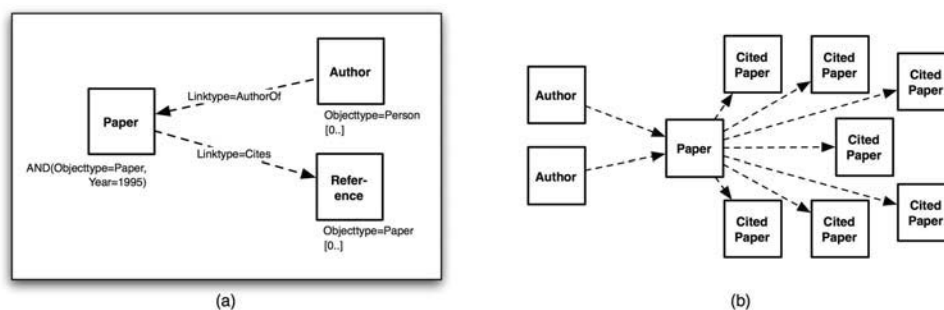 Author
Linktype=AuthorOf
Paper
Objecttype=Person
[0..]
Linktype=Cites
AND(Objecttype=Paper,
Year=1995)
Refer-
ence
Objecttype=Paper
[0..]
(a)
Author
Author
Paper
Cited
Paper
Cited
Paper
Cited
Paper
Cited
Paper
Cited
Paper
Cited
Paper
Cited
Paper
(b)